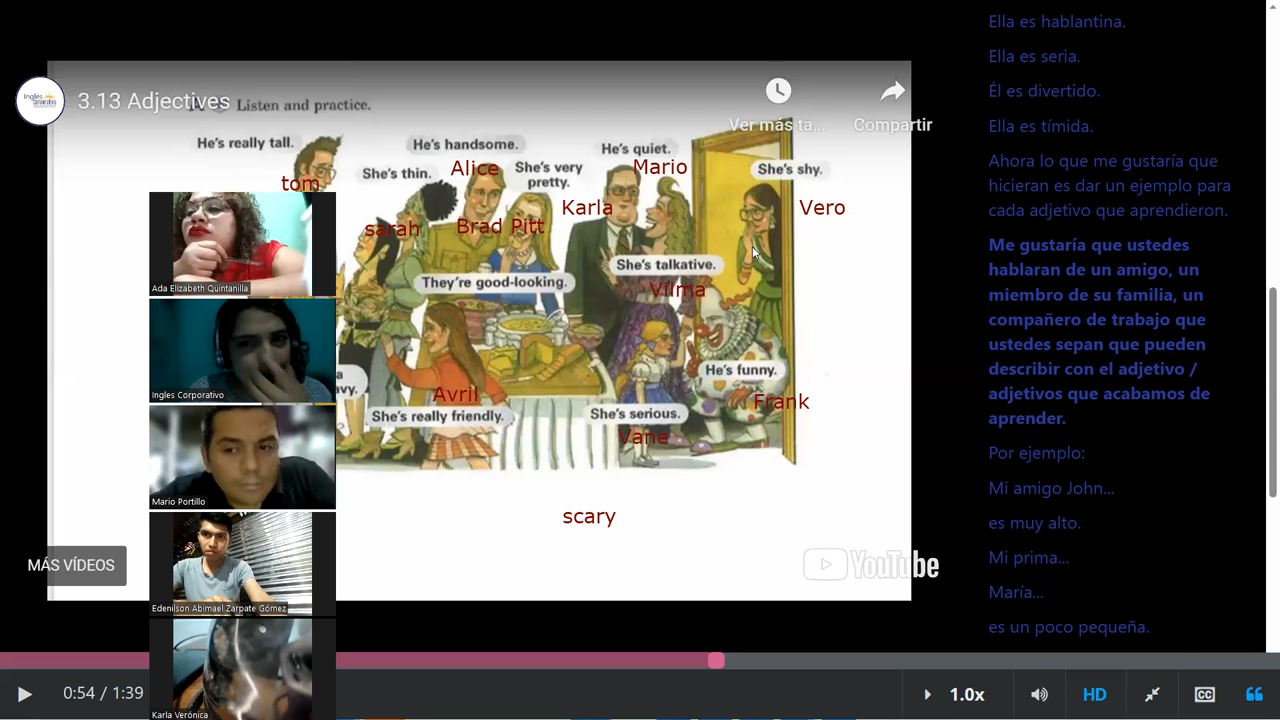 Inglés
Corporativo
3.13 Adjectives
Listen and practice.
Ver más ta...
Compartir
He's really tall.
tom
She's thin.
sarah
He's handsome.
Alice
She's very
pretty.
Brad Pitt
Karla
He's quiet.
Mario
She's shy.
Vero
They're good-looking.
She's talkative.
Vilma
a
avy.
Avril
She's really friendly.
He's funny.
Frank
She's serious.
Vane
scary
MÁS VÍDEOS
YouTube
Ada Elizabeth Quintanilla
Ingles Corporativo
Mario Portillo
Edenilson Abimael Zarpate Gómez
Karla Verónica
0:54 / 1:39
1.0x
HD
CC
Ella es hablantina.
Ella es seria.
Él es divertido.
Ella es tímida.
Ahora lo que me gustaría que
hicieran es dar un ejemplo para
cada adjetivo que aprendieron.
Me gustaría que ustedes
hablaran de un amigo, un
miembro de su familia, un
compañero de trabajo que
ustedes sepan que pueden
describir con el adjetivo /
adjetivos que acabamos de
aprender.
Por ejemplo:
Mi amigo John...
es muy alto.
Mi prima...
María...
es un poco pequeña.